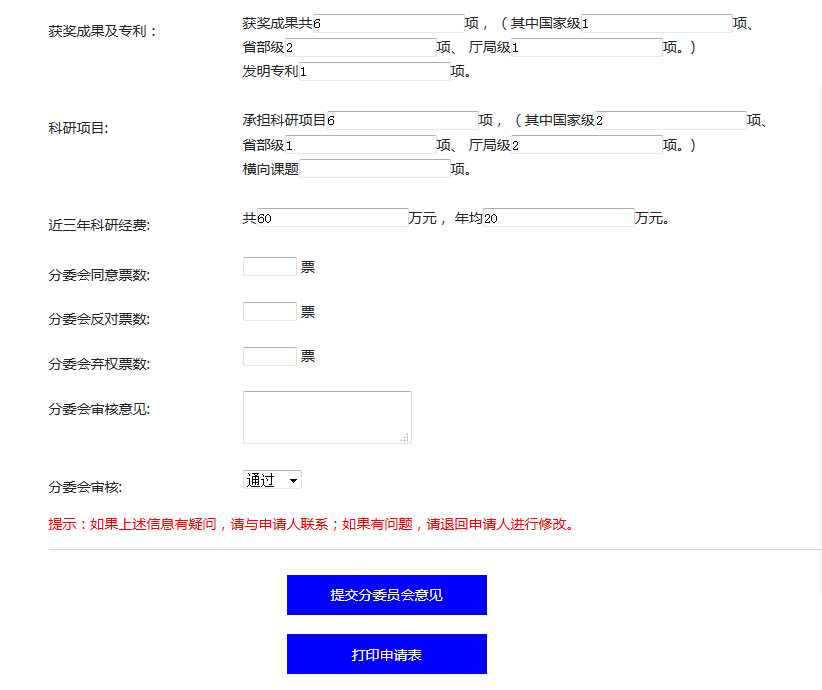 获奖成果及专利：
获奖成果共6项，（其中国家级1项、
省部级2项、 厅局级1项。）
发明专利1项。
科研项目:
承担科研项目6项，（其中国家级2项、
省部级1项、 厅局级2项。）
横向课题项。
近三年科研经费:
共60万元， 年均20万元。
分委会同意票数:
票
分委会反对票数:
票
分委会弃权票数:
票
分委会审核意见:
分委会审核:
通过
提示：如果上述信息有疑问，请与申请人联系；如果有问题，请退回申请人进行修改。
提交分委员会意见
打印申请表